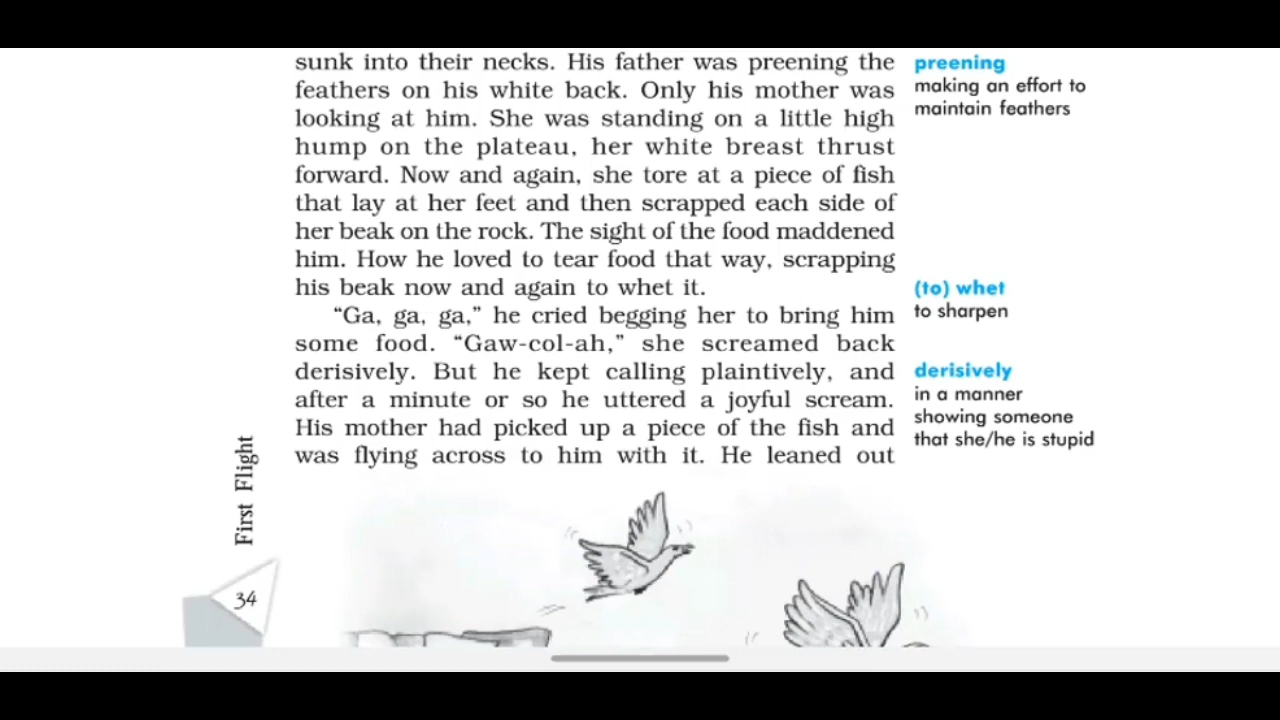 sunk into their necks. His father was preening the
feathers on his white back. Only his mother was
looking at him. She was standing on a little high
hump on the plateau, her white breast thrust
forward. Now and again, she tore at a piece of fish
that lay at her feet and then scrapped each side of
her beak on the rock. The sight of the food maddened
him. How he loved to tear food that way, scrapping
his beak now and again to whet it.
“Ga, ga, ga,” he cried begging her to bring him
some food. “Gaw-col-ah,” she screamed back
derisively. But he kept calling plaintively, and
after a minute or so he uttered a joyful scream.
His mother had picked up a piece of the fish and
was flying across to him with it. He leaned out
preening
making an effort to
maintain feathers
(to) whet
to sharpen
derisively
in a manner
showing someone
that she/he is stupid
First Flight
34